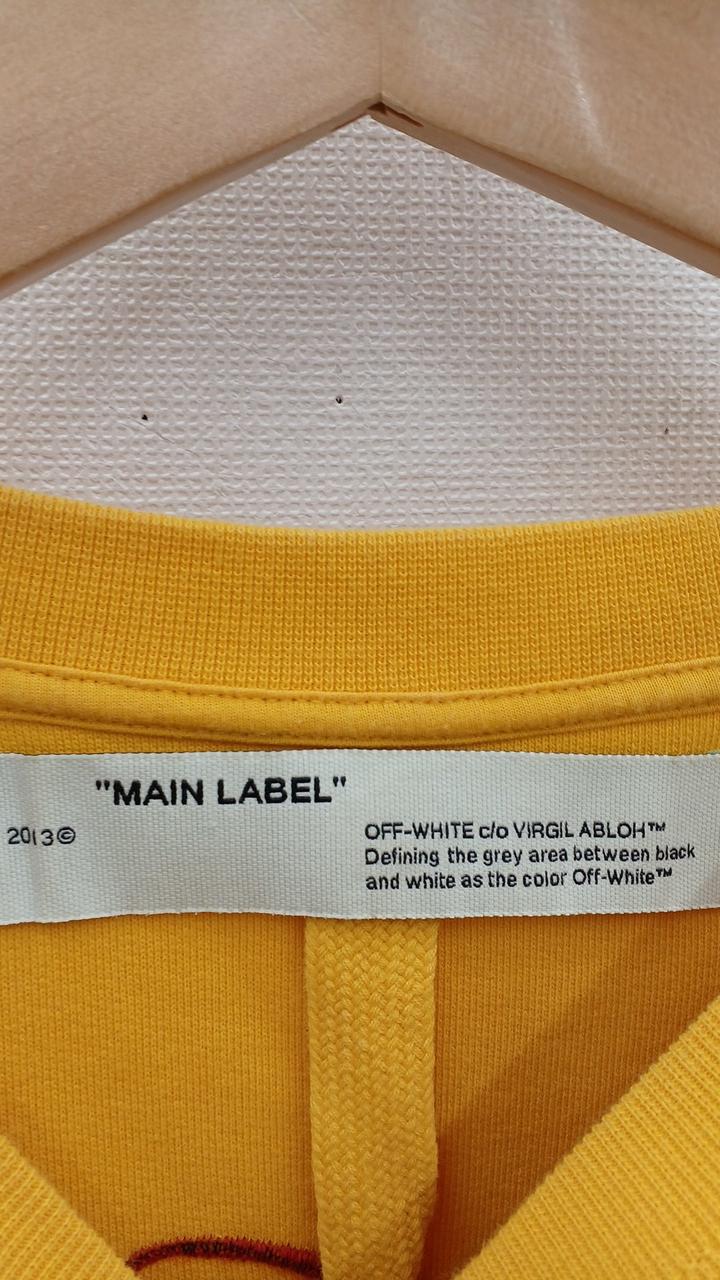 "MAIN LABEL"
2013©
OFF-WHITE c/o VIRGIL ABLOH™
Defining the grey area between black
and white as the color Off-White™